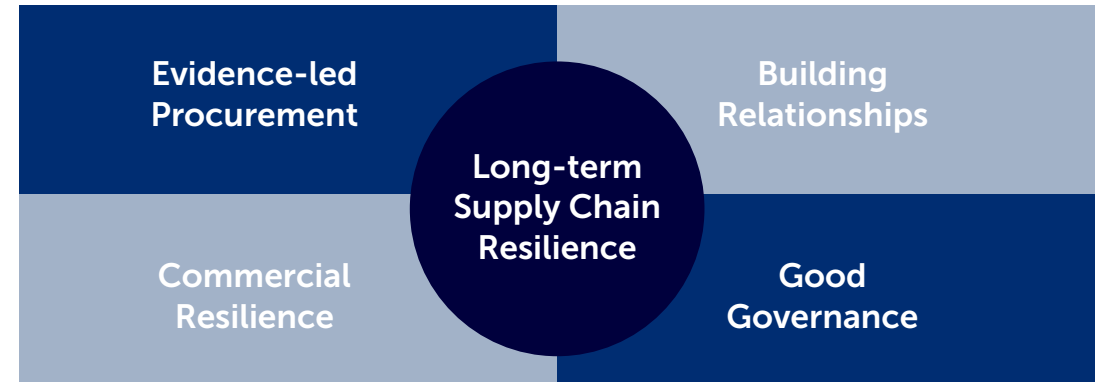 Evidence-led
Procurement
Building
Relationships
Long-term
Supply Chain
Resilience
Commercial
Resilience
Good
Governance